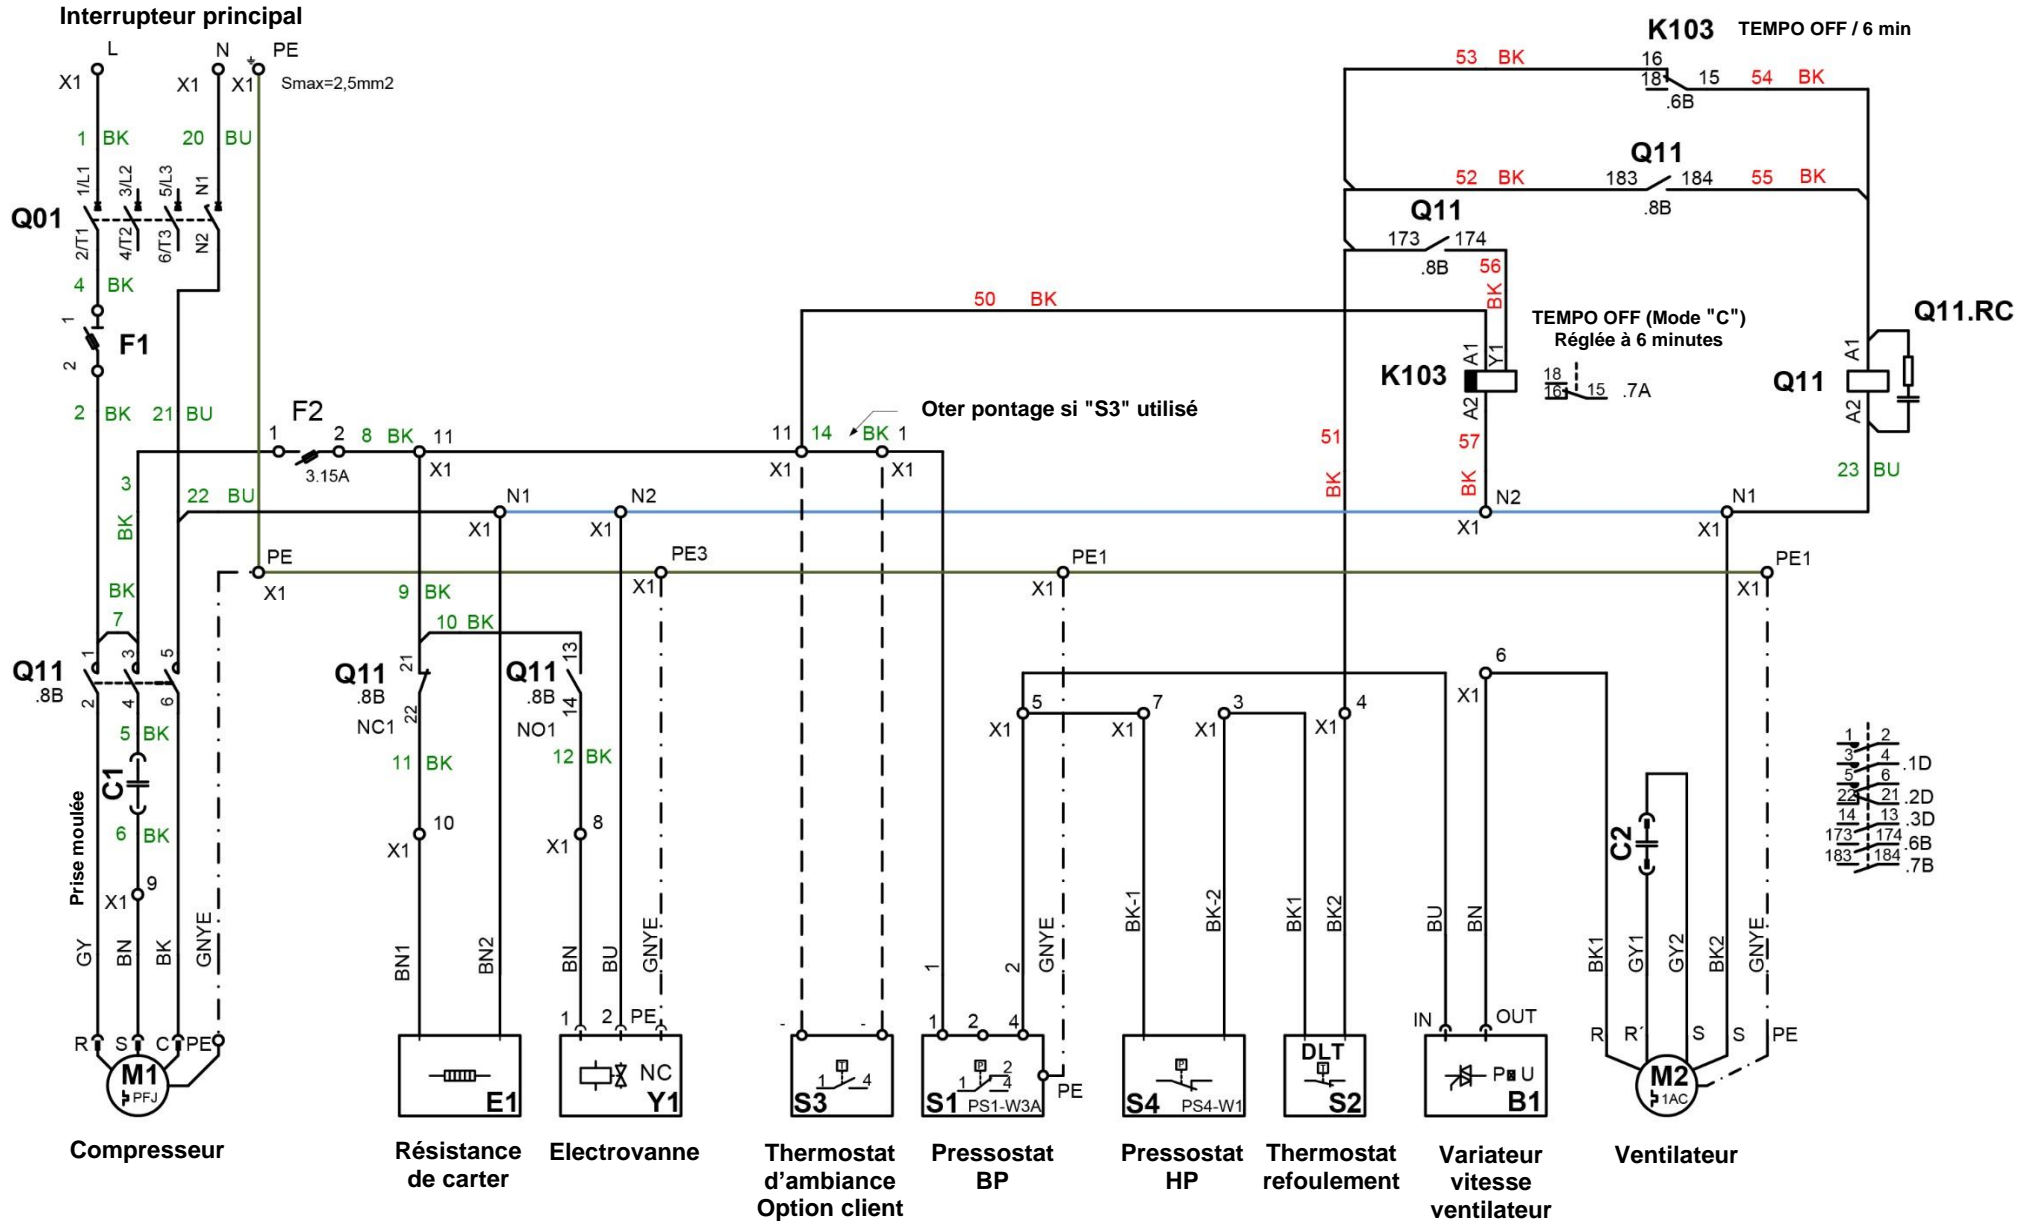 Interrupteur principal
L N PE
X1 X1 X1 Smax=2,5mm2
1 BK 20 BU
1/L1 3/L2 5/L3 N1
Q01
2/T1 4/T2 6/T3 N2
4 BK
1
F1
2
2 BK 21 BU
F2
1 2 8 BK 11
3.15A X1
3 BK
22 BU N1 N2
X1 X1
PE PE3 PE1 PE1
X1 X1 X1 X1
K103 TEMPO OFF / 6 min
53 BK 16
18 15 54 BK
.6B
Q11
52 BK 183 184 55 BK
.8B
Q11
173 174
.8B 56
BK
50 BK
TEMPO OFF (Mode "C")
Réglée à 6 minutes
Q11.RC
K103 A1 Y1
A2
18
16 15 .7A
Q11 A1
A2
Oter pontage si "S3" utilisé
11 14 BK 1
X1 X1
51 BK
57 BK
23 BU
N2 N1
X1 X1
BK
7
9 BK
10 BK
1 3 5
Q11
.8B
2 4 6
21
Q11
.8B
NC1 22
13
Q11
.8B
NO1 14
5 BK
C1
6 BK
9
X1
Prise moulée
11 BK
10
X1
12 BK
8
X1
5 7 3 4 6
X1 X1 X1 X1 X1
C2
1 2
3 4 .1D
5 6
22 21 .2D
14 13 .3D
173 174 .6B
183 184 .7B
GY BN BK GNYE
BN1 BN2
BN BU GNYE
1 2 GNYE
BK-1 BK-2
BK1 BK2
BU BN
BK1 GY1 GY2 BK2 GNYE
R S C PE
M1
PFJ
E1
1 2 PE
NC
Y1
- -
T
1 4
S3
1 2 4
P
2
1 4
S1 PS1-W3A
PE
P
S4 PS4-W1
DLT
T
S2
IN OUT
P U
B1
R R´ S S PE
M2
1AC
Compresseur
Résistance
de carter
Electrovanne
Thermostat
d'ambiance
Option client
Pressostat
BP
Pressostat
HP
Thermostat
refoulement
Variateur
vitesse
ventilateur
Ventilateur